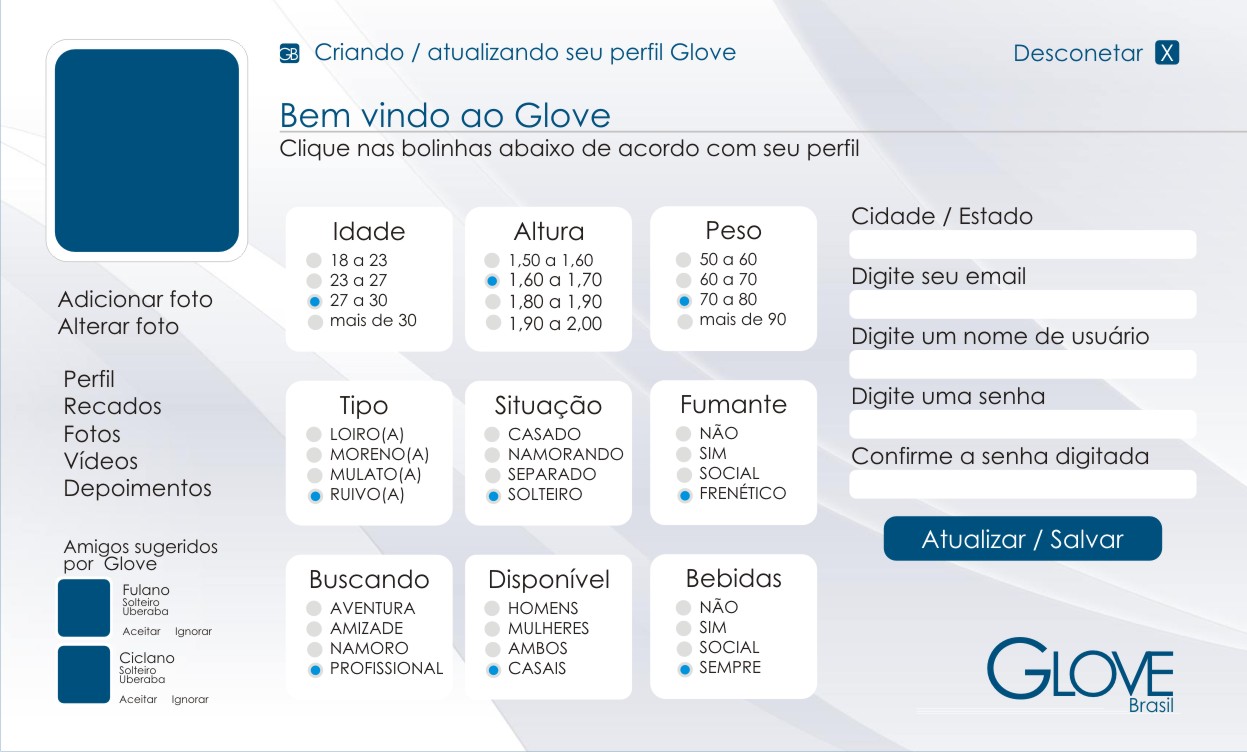 GB Criando / atualizando seu perfil Glove
Desconetar X
Bem vindo ao Glove
Clique nas bolinhas abaixo de acordo com seu perfil
Adicionar foto
Alterar foto
Perfil
Recados
Fotos
Vídeos
Depoimentos
Amigos sugeridos
por Glove
Fulano
Solteiro
Uberaba
Aceitar Ignorar
Ciclano
Solteiro
Uberaba
Aceitar Ignorar
Idade
18 a 23
23 a 27
27 a 30
mais de 30
Altura
1,50 a 1,60
1,60 a 1,70
1,80 a 1,90
1,90 a 2,00
Peso
50 a 60
60 a 70
70 a 80
mais de 90
Tipo
LOIRO(A)
MORENO(A)
MULATO(A)
RUIVO(A)
Situação
CASADO
NAMORANDO
SEPARADO
SOLTEIRO
Fumante
NÃO
SIM
SOCIAL
FRENÉTICO
Buscando
AVENTURA
AMIZADE
NAMORO
PROFISSIONAL
Disponível
HOMENS
MULHERES
AMBOS
CASAIS
Bebidas
NÃO
SIM
SOCIAL
SEMPRE
Cidade / Estado
Digite seu email
Digite um nome de usuário
Digite uma senha
Confirme a senha digitada
Atualizar / Salvar
GLOVE
Brasil